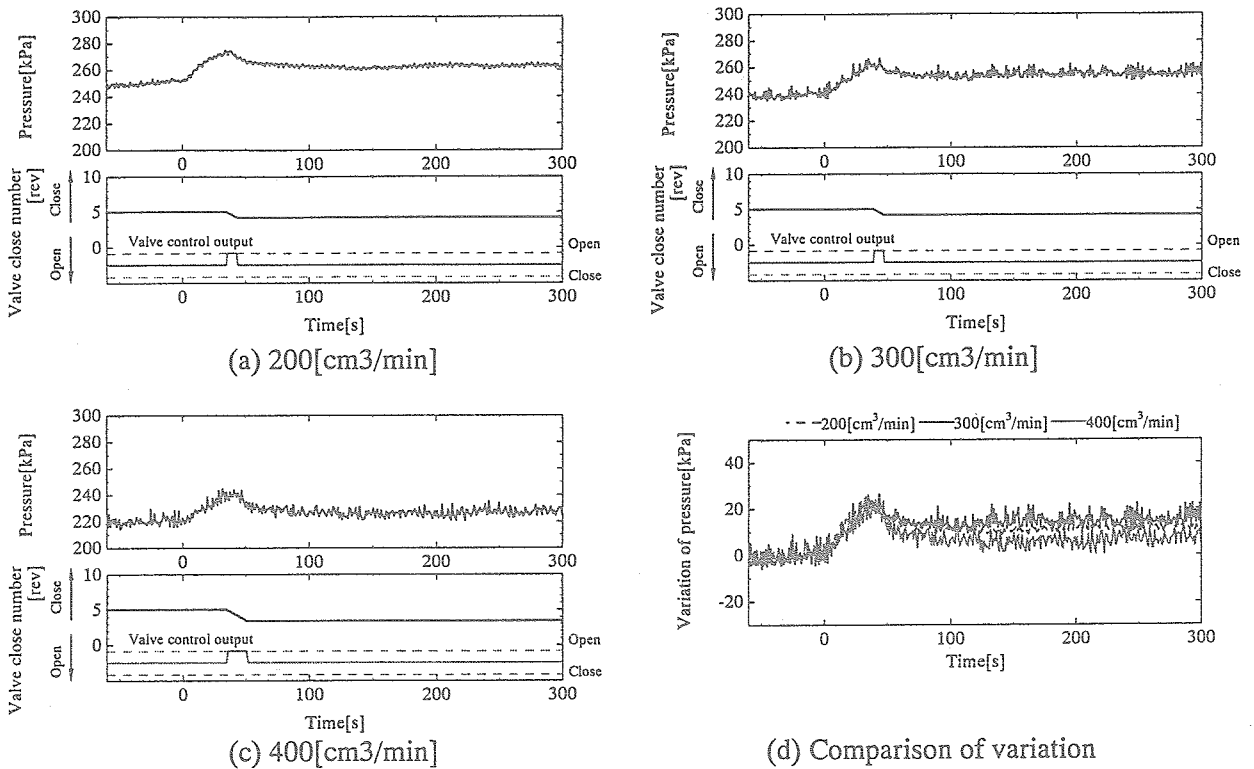 300
280
260
240
220
200
Pressure[kPa]
0
100
200
300
Valve close number
[rev]
Close
Open
10
5
0
Valve control output
Open
Close
0
100
200
300
Time[s]
(a) 200[cm3/min]
300
280
260
240
220
200
Pressure[kPa]
0
100
200
300
Valve close number
[rev]
Close
Open
10
5
0
Valve control output
Open
Close
0
100
200
300
Time[s]
(b) 300[cm3/min]
300
280
260
240
220
200
Pressure[kPa]
0
100
200
300
Valve close number
[rev]
Close
Open
10
5
0
Valve control output
Open
Close
0
100
200
300
Time[s]
(c) 400[cm3/min]
200[cm³/min] 300[cm³/min] 400[cm³/min]
40
20
0
-20
Variation of pressure[kPa]
0
100
200
300
Time[s]
(d) Comparison of variation